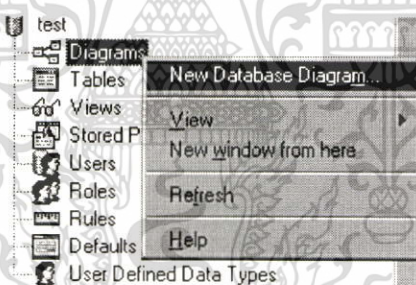 test
Diagrams
Tables
Views
Stored P
Users
Roles
Rules
Defaults
User Defined Data Types
New Database Diagram...
View
New window from here
Refresh
Help